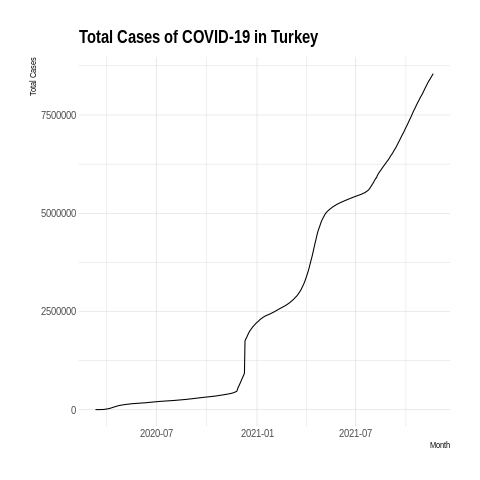 Total Cases of COVID-19 in Turkey
Total Cases
7500000
5000000
2500000
0
2020-07
2021-01
2021-07
Month